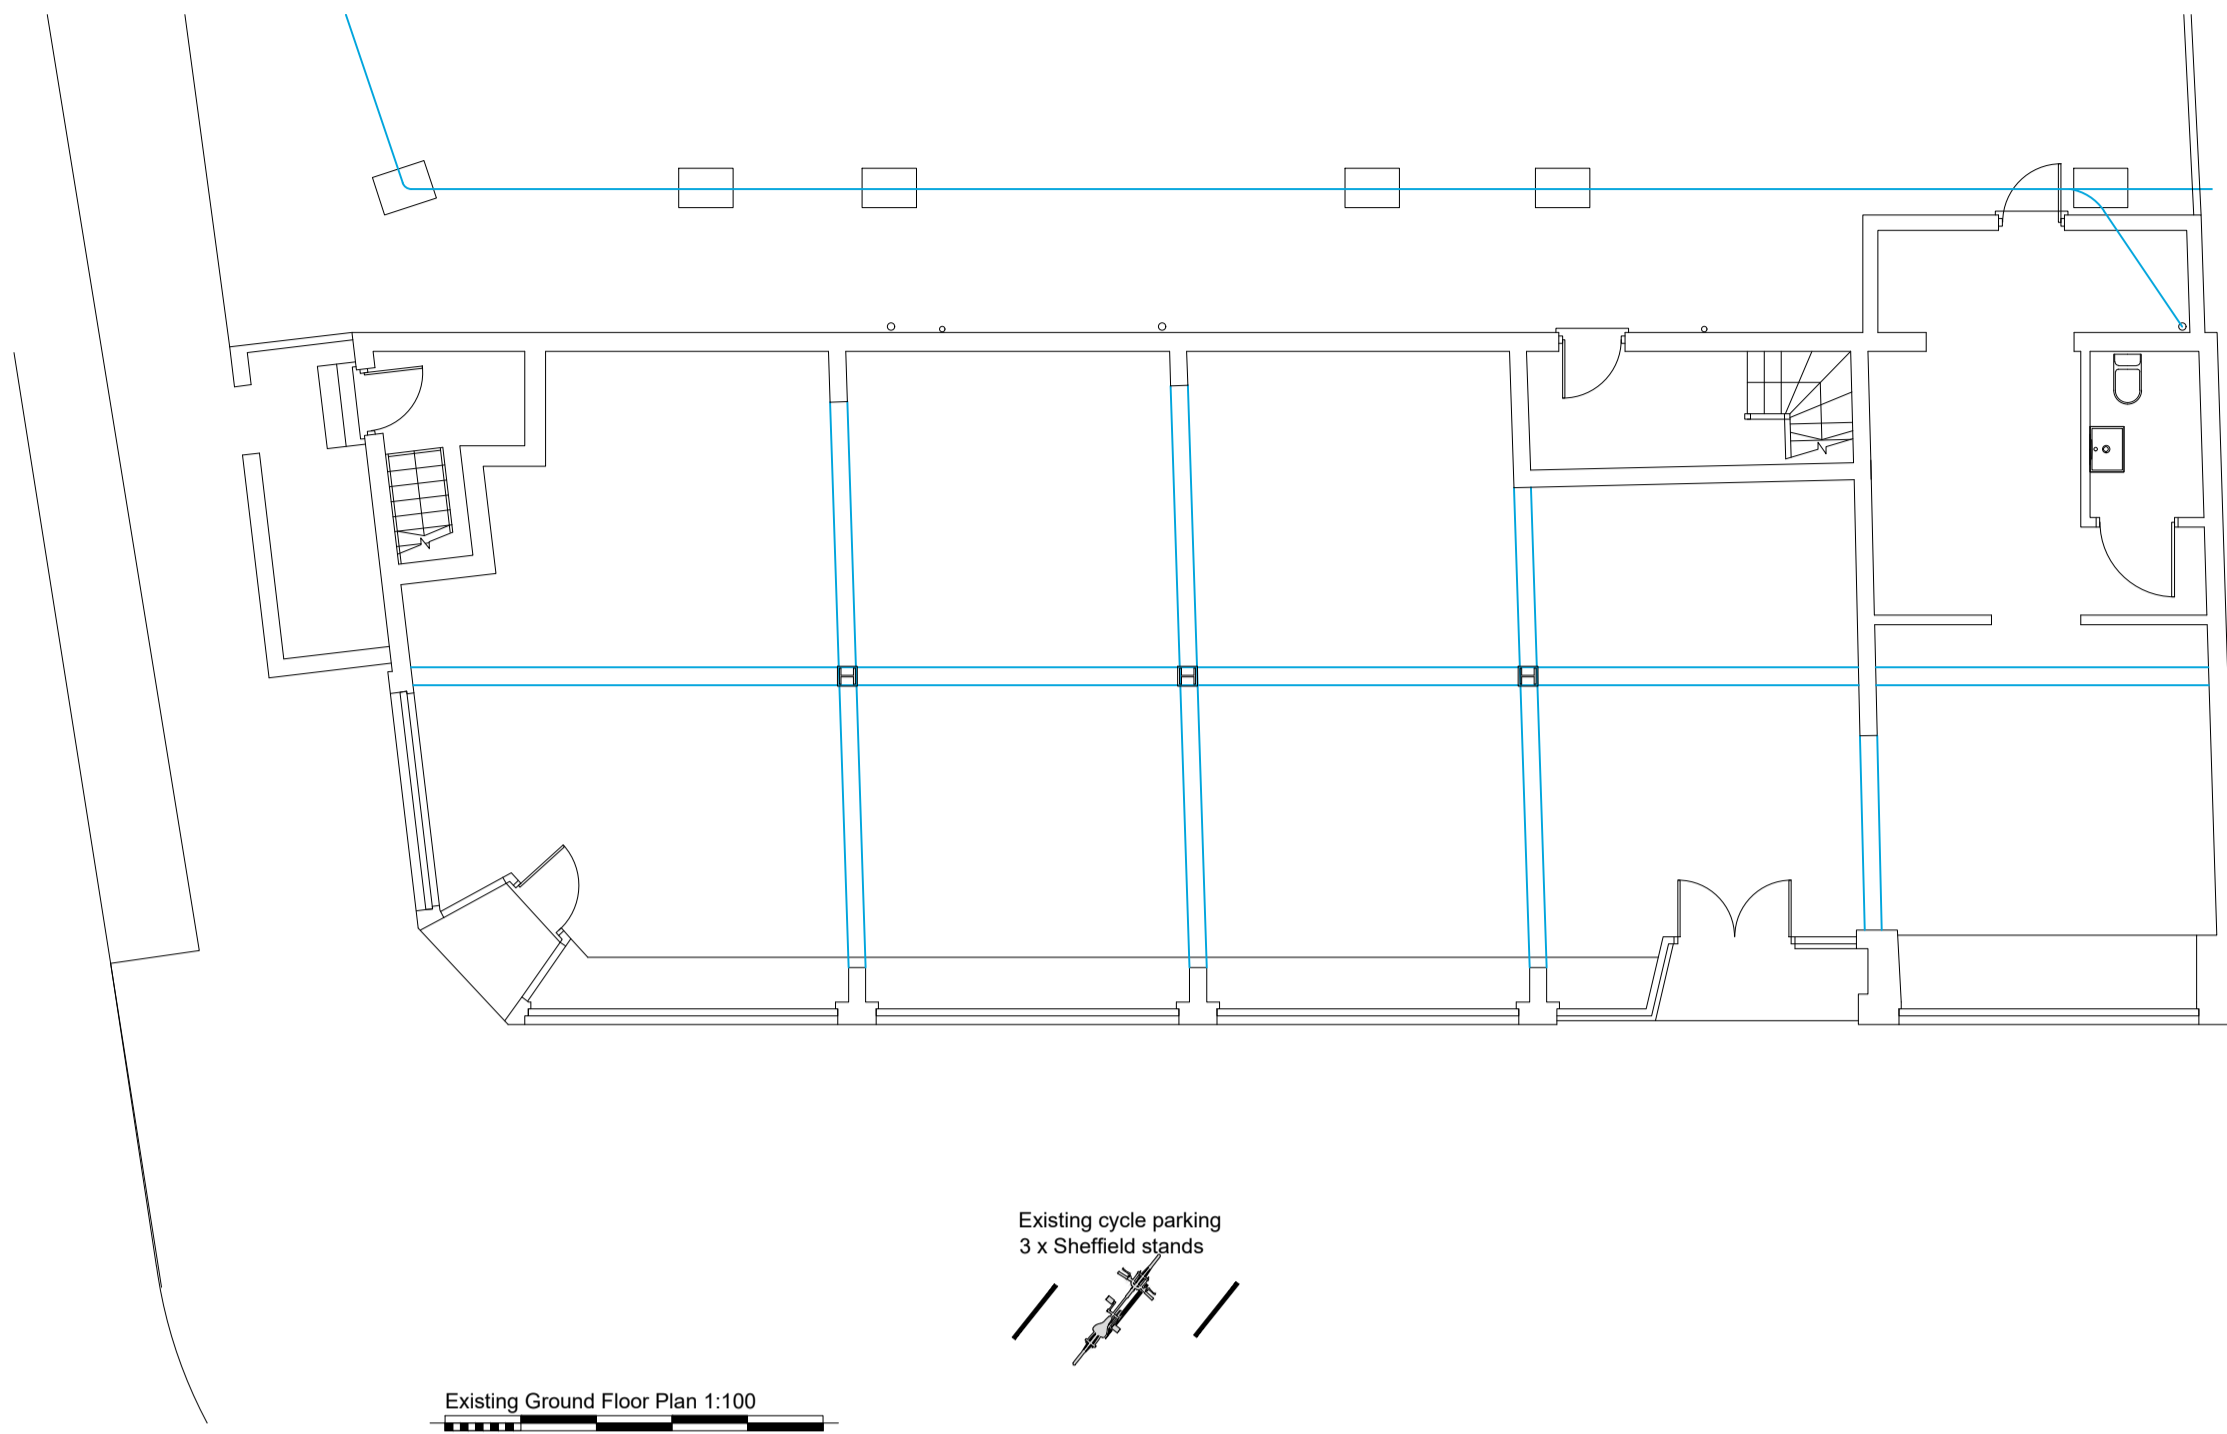 Existing cycle parking
3 x Sheffield stands
Existing Ground Floor Plan 1:100